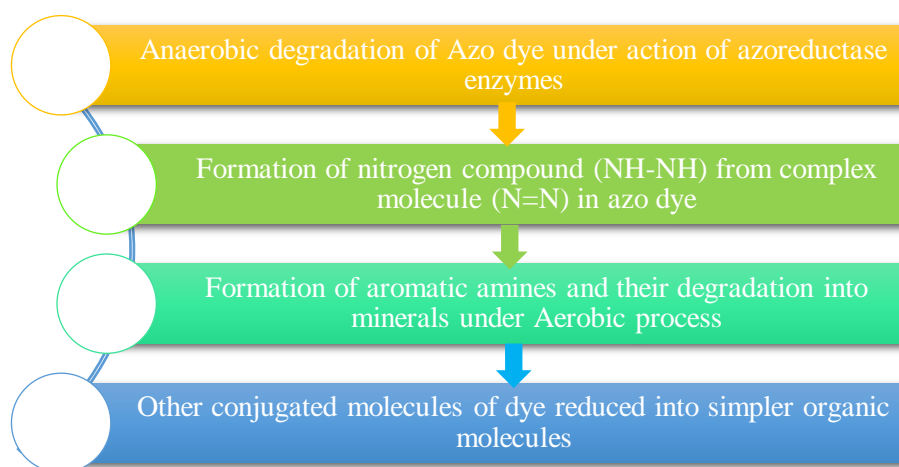 Anaerobic degradation of Azo dye under action of azoreductase
enzymes
Formation of nitrogen compound (NH-NH) from complex
molecule (N=N) in azo dye
Formation of aromatic amines and their degradation into
minerals under Aerobic process
Other conjugated molecules of dye reduced into simpler organic
molecules